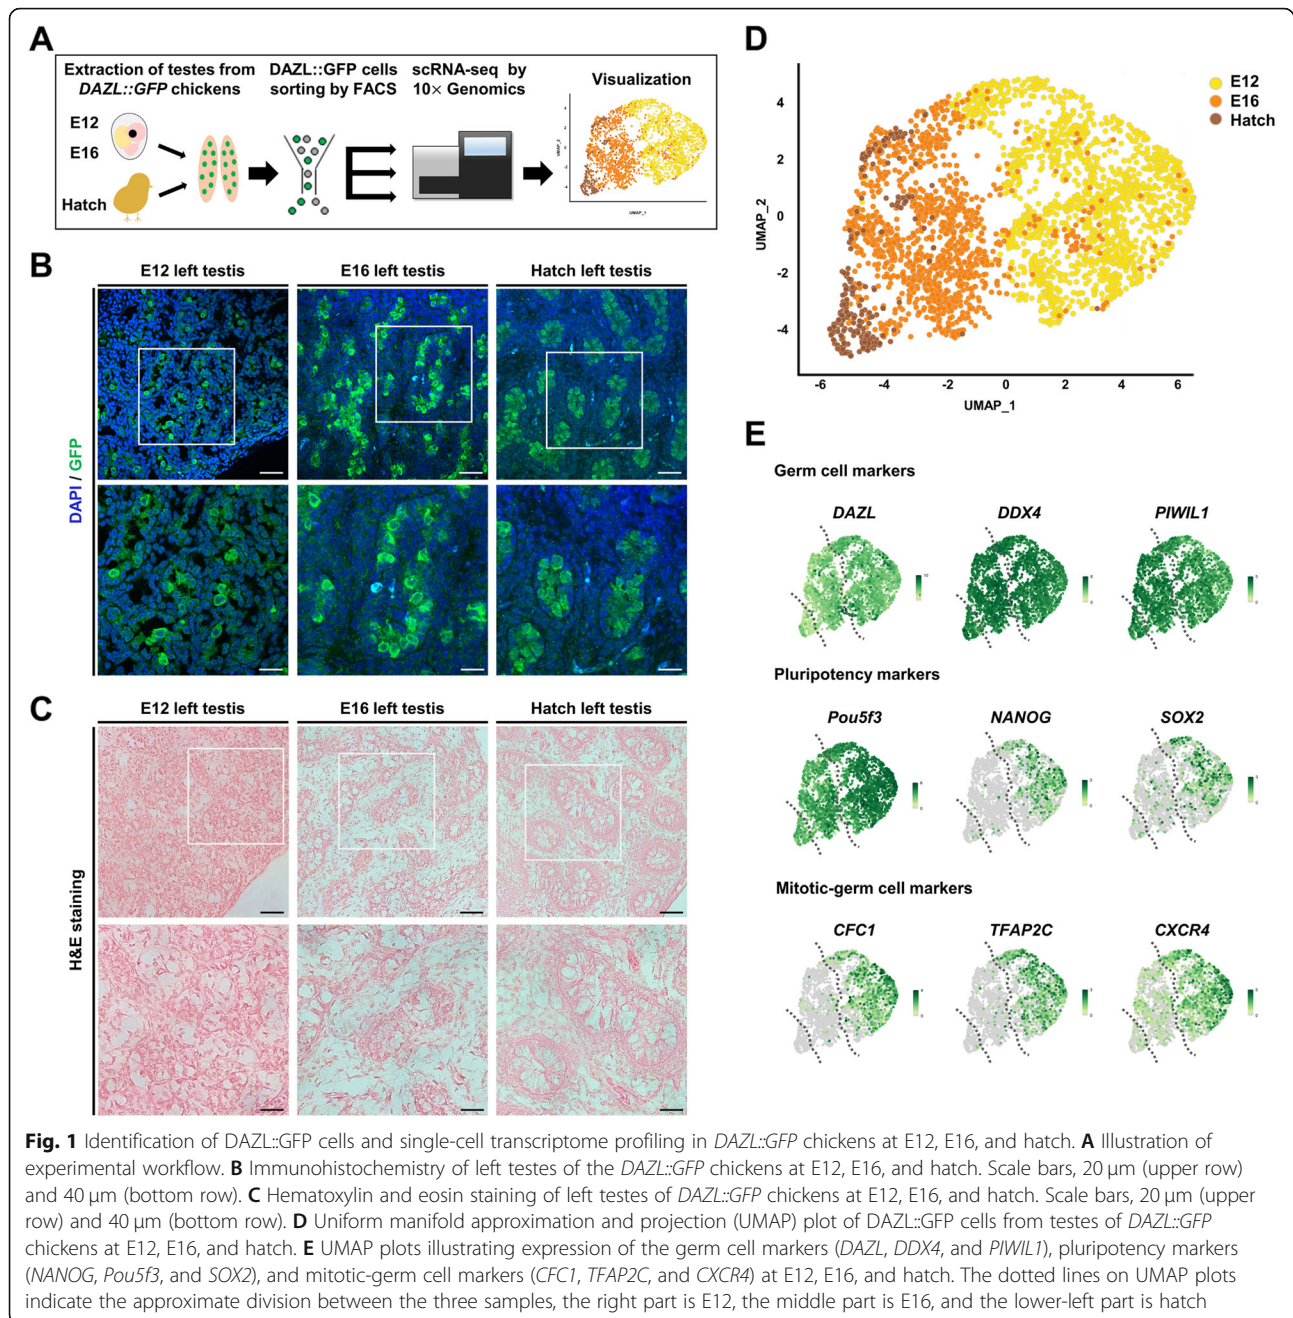 A
Extraction of testes from
DAZL::GFP chickens
DAZL::GFP cells
sorting by FACS
scRNA-seq by
10× Genomics
Visualization
E12
E16
Hatch
UMAP_2
UMAP_1
B
E12 left testis
E16 left testis
Hatch left testis
DAPI / GFP
C
E12 left testis
E16 left testis
Hatch left testis
H&E staining
D
E12
E16
Hatch
4
2
0
-2
-4
UMAP_2
-6
-4
-2
0
2
4
6
UMAP_1
E
Germ cell markers
DAZL
DDX4
PIWIL1
Pluripotency markers
Pou5f3
NANOG
SOX2
Mitotic-germ cell markers
CFC1
TFAP2C
CXCR4
Fig. 1 Identification of DAZL::GFP cells and single-cell transcriptome profiling in DAZL::GFP chickens at E12, E16, and hatch. A Illustration of
experimental workflow. B Immunohistochemistry of left testes of the DAZL::GFP chickens at E12, E16, and hatch. Scale bars, 20 μm (upper row)
and 40 μm (bottom row). C Hematoxylin and eosin staining of left testes of DAZL::GFP chickens at E12, E16, and hatch. Scale bars, 20 μm (upper
row) and 40 μm (bottom row). D Uniform manifold approximation and projection (UMAP) plot of DAZL::GFP cells from testes of DAZL::GFP
chickens at E12, E16, and hatch. E UMAP plots illustrating expression of the germ cell markers (DAZL, DDX4, and PIWIL1), pluripotency markers
(NANOG, Pou5f3, and SOX2), and mitotic-germ cell markers (CFC1, TFAP2C, and CXCR4) at E12, E16, and hatch. The dotted lines on UMAP plots
indicate the approximate division between the three samples, the right part is E12, the middle part is E16, and the lower-left part is hatch